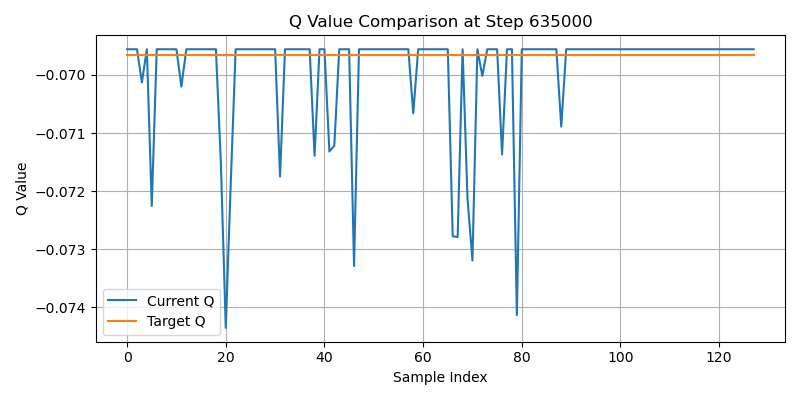 Q Value Comparison at Step 635000
Q Value
−0.070
−0.071
−0.072
−0.073
−0.074
Current Q
Target Q
0 20 40 60 80 100 120
Sample Index